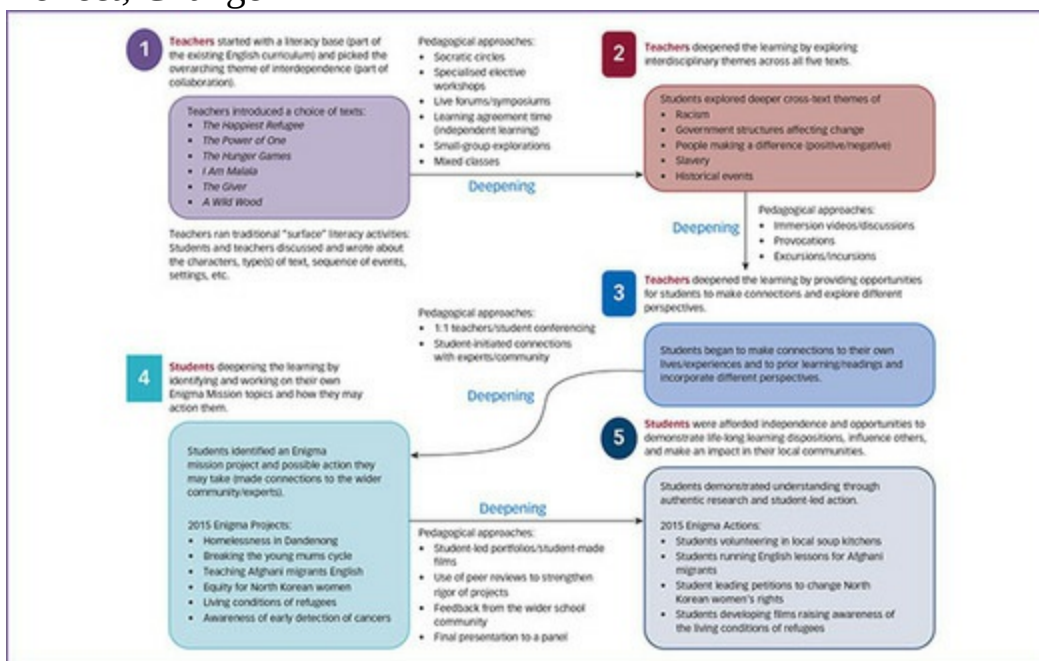 1
Teachers started with a literacy base (part of
the existing English curriculum) and picked the
overarching theme of interdependence (part of
collaboration).
Teachers introduced a choice of texts:
• The Happiest Refugee
• The Power of One
• The Hunger Games
• I Am Malala
• The Giver
• A Wild Wood
Teachers ran traditional "surface" literacy activities:
Students and teachers discussed and wrote about
the characters, type(s) of text, sequence of events,
settings, etc.
Pedagogical approaches:
• Socratic circles
• Specialised elective
workshops
• Live forums/symposiums
• Learning agreement time
(independent learning)
• Small-group explorations
• Mixed classes
Deepening
2
Teachers deepened the learning by exploring
interdisciplinary themes across all five texts.
Students explored deeper cross-text themes of
• Racism
• Government structures affecting change
• People making a difference (positive/negative)
• Slavery
• Historical events
Deepening
Pedagogical approaches:
• Immersion videos/discussions
• Provocations
• Excursions/incursions
3
Teachers deepened the learning by providing opportunities
for students to make connections and explore different
perspectives.
Students began to make connections to their own
lives/experiences and to prior learning/readings and
incorporate different perspectives.
Pedagogical approaches:
• 1:1 teachers/student conferencing
• Student-initiated connections
with experts/community
Deepening
4
Students deepening the learning by
identifying and working on their own
Enigma Mission topics and how they may
action them.
Students identified an Enigma
mission project and possible action they
may take (made connections to the wider
community/experts).
2015 Enigma Projects:
• Homelessness in Dandenong
• Breaking the young mums cycle
• Teaching Afghani migrants English
• Equity for North Korean women
• Living conditions of refugees
• Awareness of early detection of cancers
Deepening
Pedagogical approaches:
• Student-led portfolios/student-made
films
• Use of peer reviews to strengthen
rigor of projects
• Feedback from the wider school
community
• Final presentation to a panel
5
Students were afforded independence and opportunities to
demonstrate life-long learning dispositions, influence others,
and make an impact in their local communities.
Students demonstrated understanding through
authentic research and student-led action.
2015 Enigma Actions:
• Students volunteering in local soup kitchens
• Students running English lessons for Afghani
migrants
• Student leading petitions to change North
Korean women's rights
• Students developing films raising awareness of
the living conditions of refugees